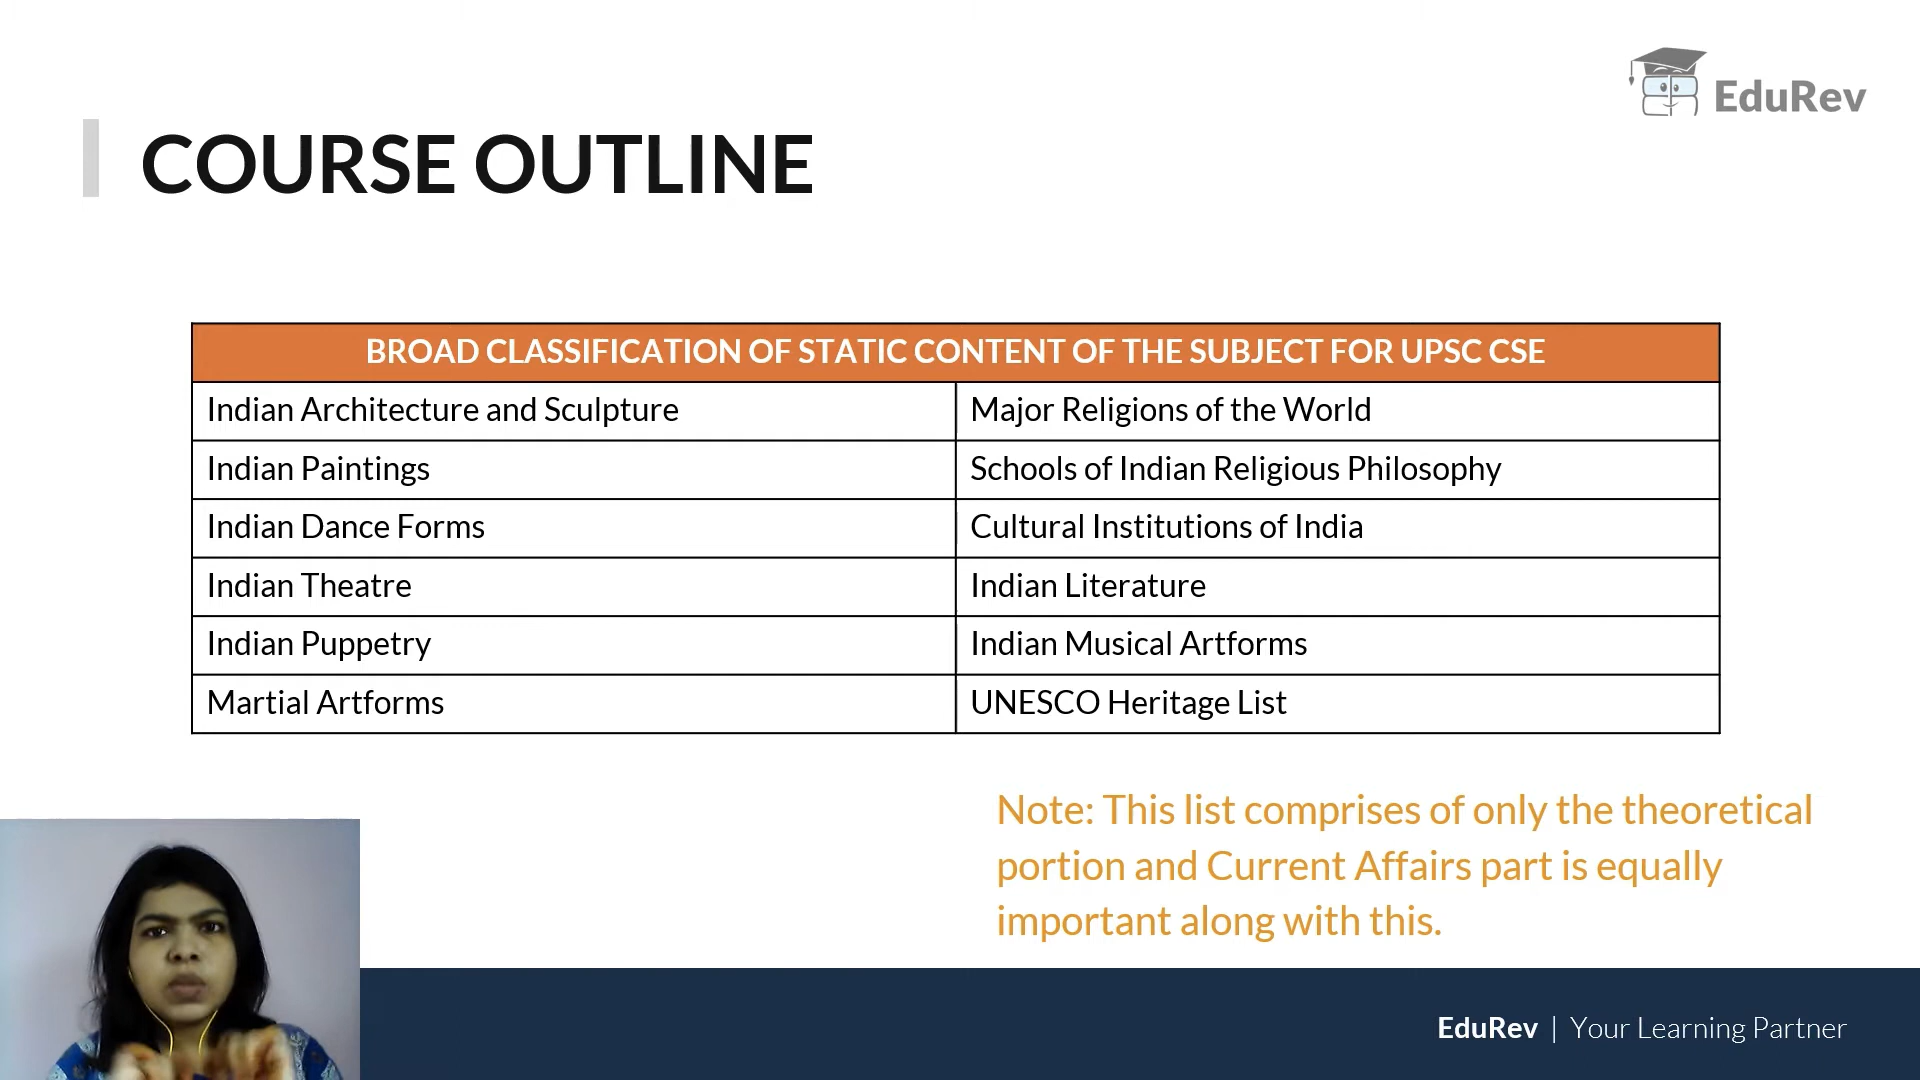 EduRev
COURSE OUTLINE
BROAD CLASSIFICATION OF STATIC CONTENT OF THE SUBJECT FOR UPSC CSE
Indian Architecture and Sculpture
Major Religions of the World
Indian Paintings
Schools of Indian Religious Philosophy
Indian Dance Forms
Cultural Institutions of India
Indian Theatre
Indian Literature
Indian Puppetry
Indian Musical Artforms
Martial Artforms
UNESCO Heritage List
Note: This list comprises of only the theoretical
portion and Current Affairs part is equally
important along with this.
EduRev | Your Learning Partner